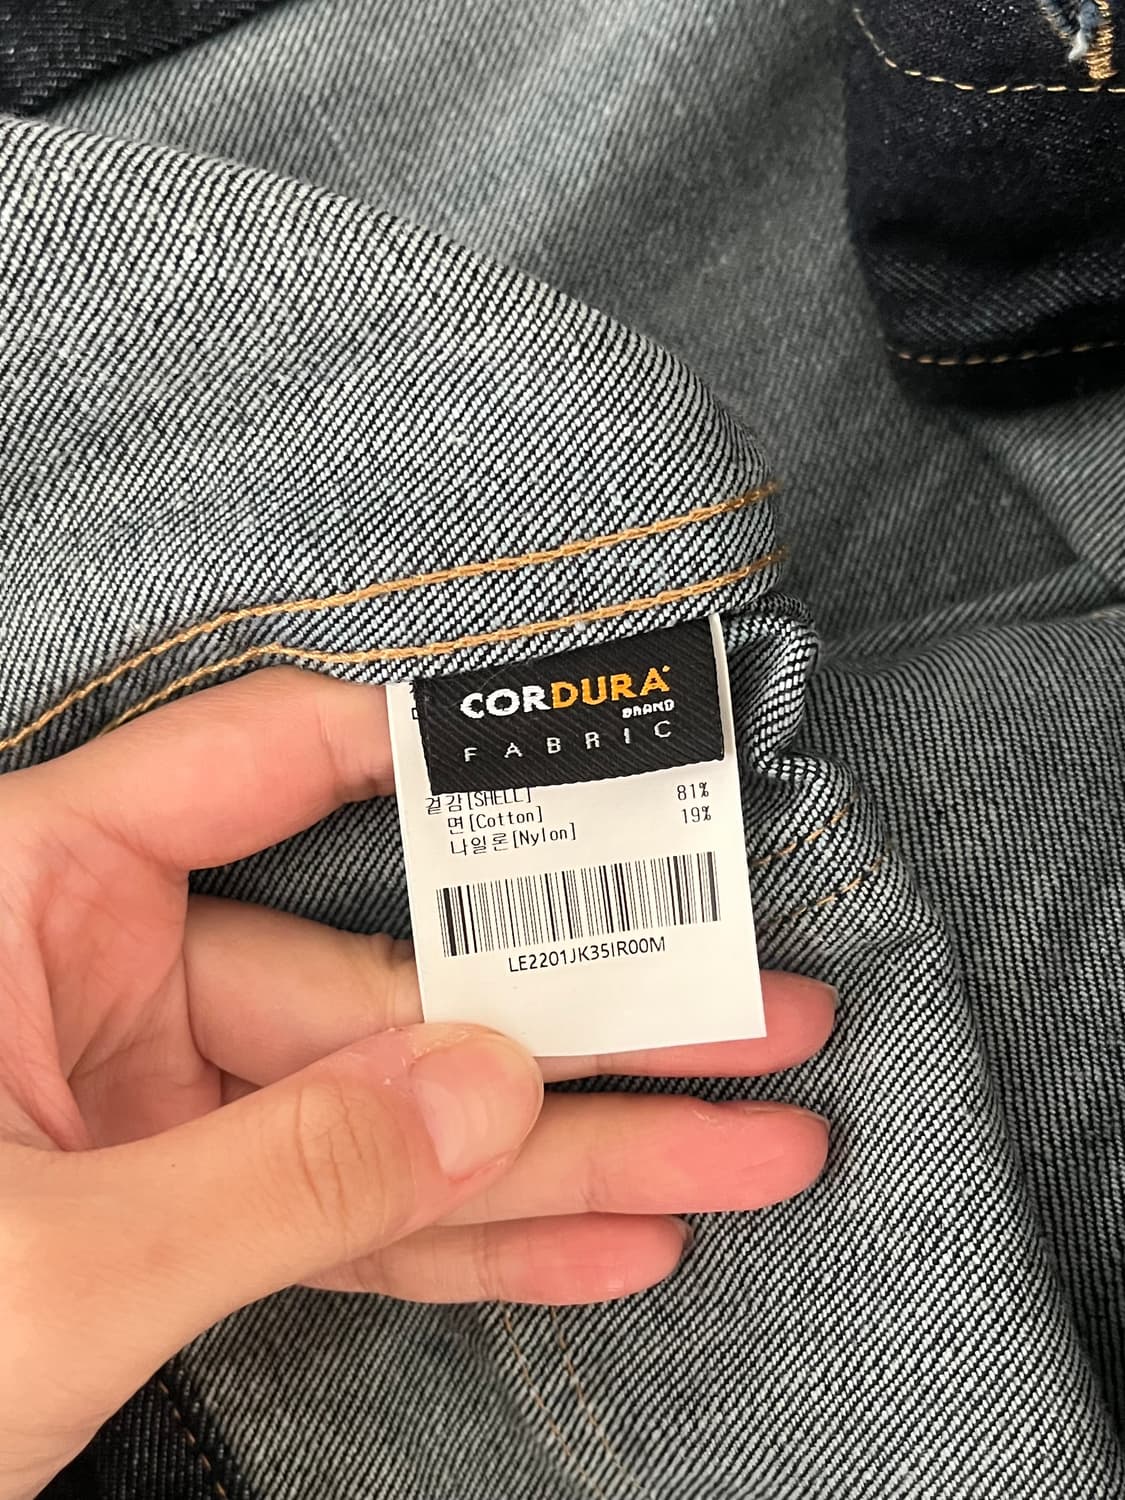 CORDURA
BRAND
FABRIC
겉감[SHELL]
면[Cotton] 81%
나일론[Nylon] 19%
LE2201JK35IR00M